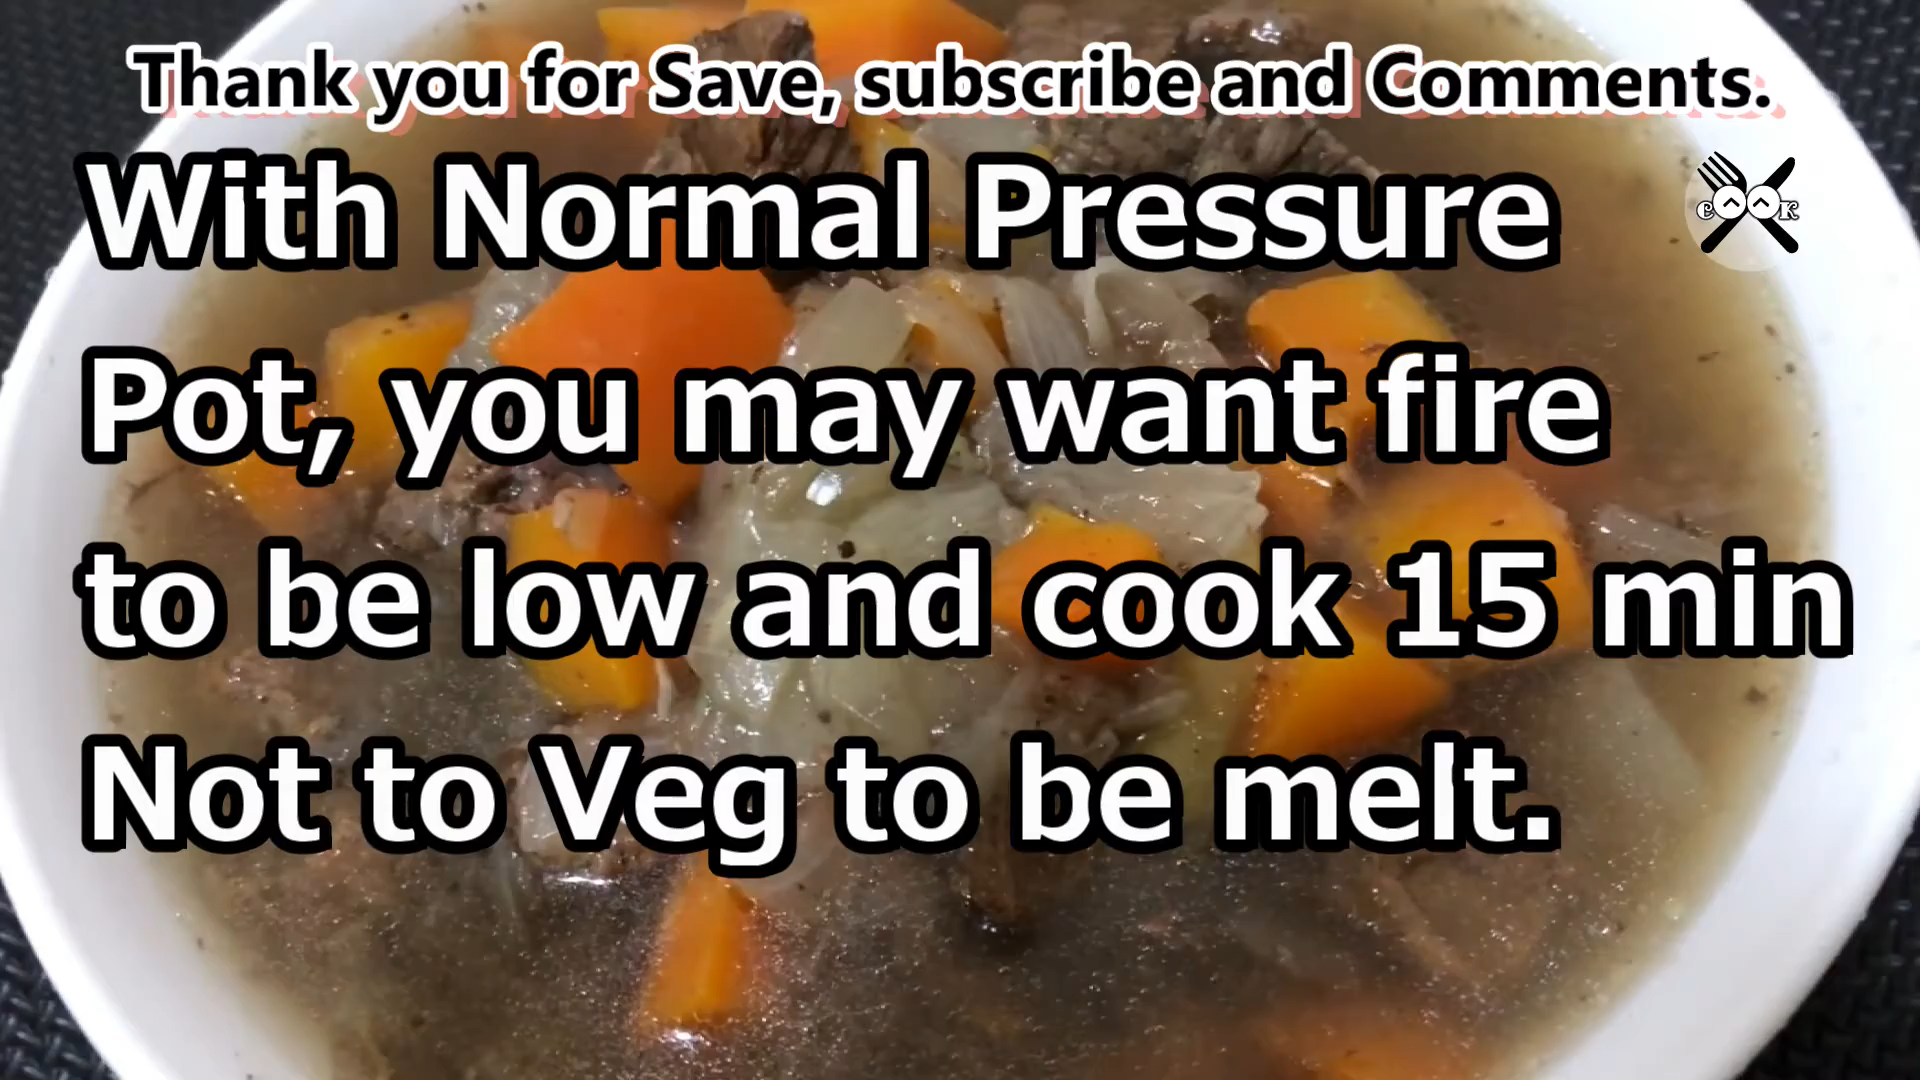 Thank you for Save, subscribe and Comments.
With Normal Pressure
COOK
Pot, you may want fire
to be low and cook 15 min
Not to Veg to be melt.